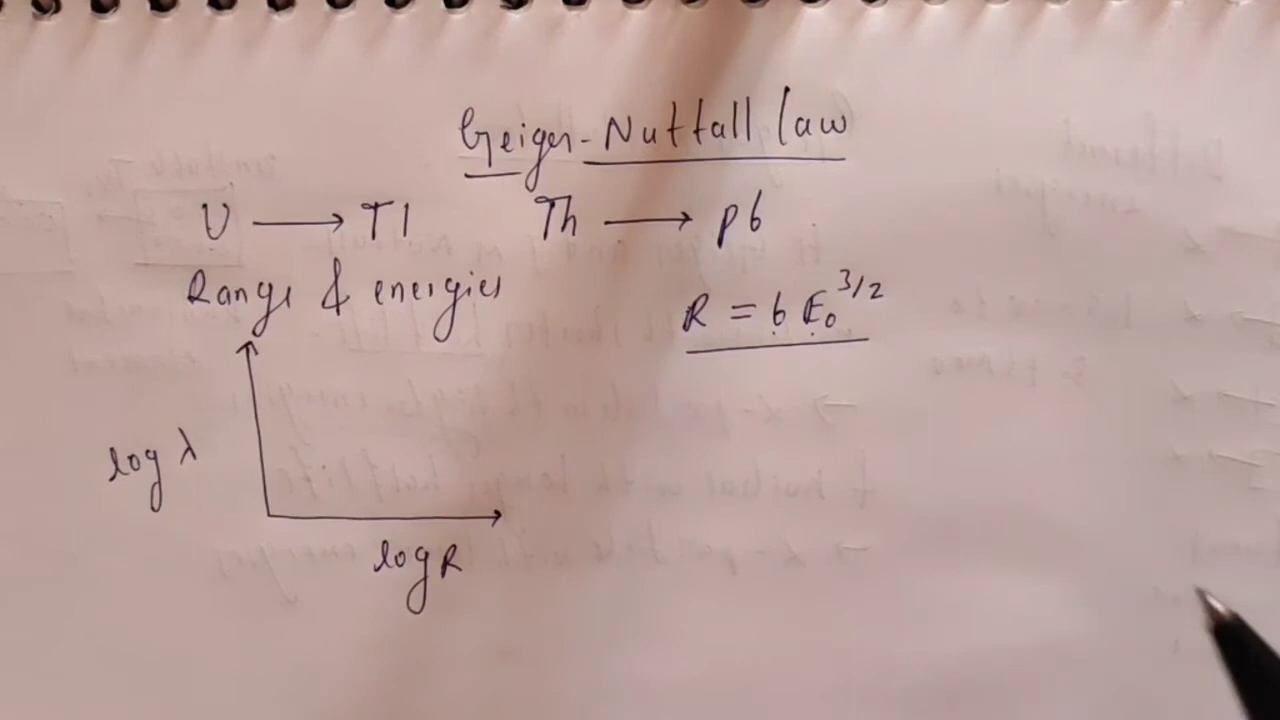 Geiger-Nuttall law
U → Tl Th → pb
Range & energies
R = b E₀^3/2
log λ
log R